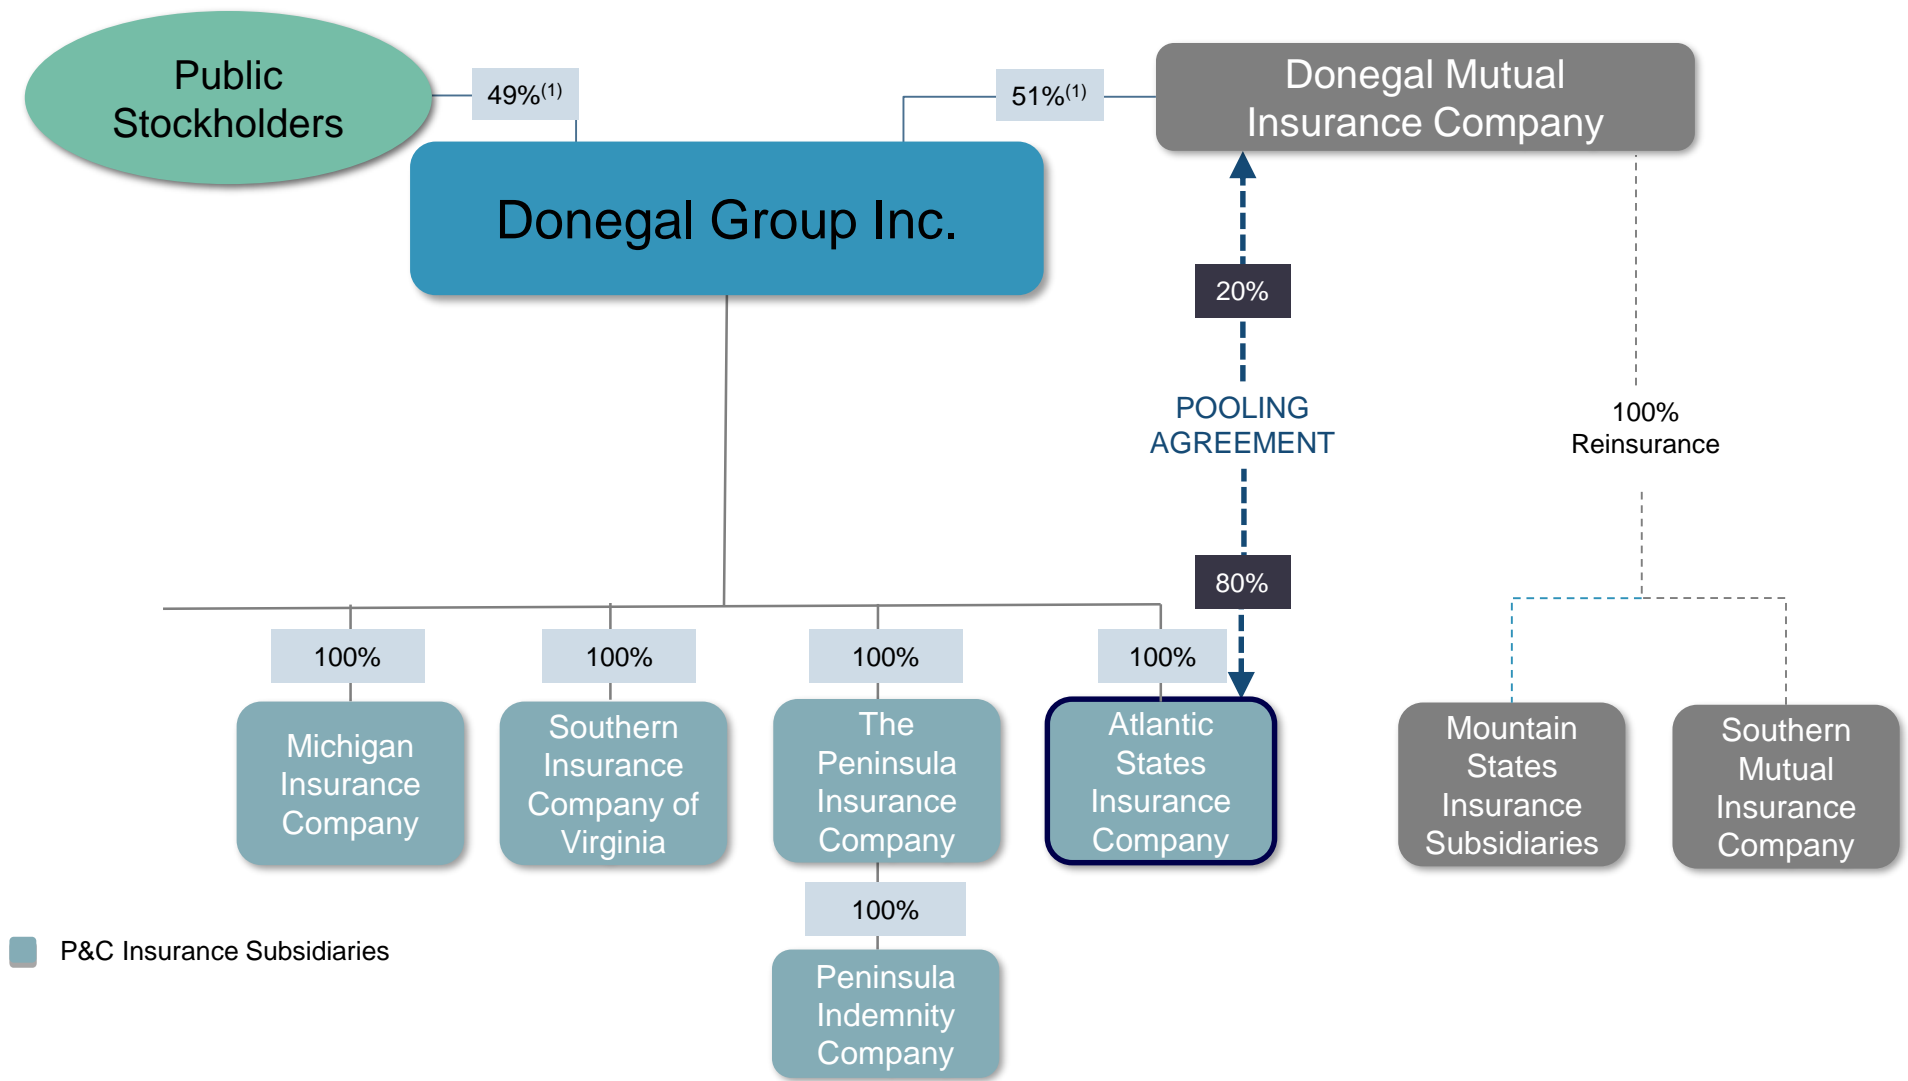 Public
Stockholders
49%(1)
51%(1)
Donegal Mutual
Insurance Company
Donegal Group Inc.
20%
POOLING
AGREEMENT
100%
Reinsurance
80%
100%
100%
100%
100%
Michigan
Insurance
Company
Southern
Insurance
Company of
Virginia
The
Peninsula
Insurance
Company
Atlantic
States
Insurance
Company
Mountain
States
Insurance
Subsidiaries
Southern
Mutual
Insurance
Company
100%
P&C Insurance Subsidiaries
Peninsula
Indemnity
Company